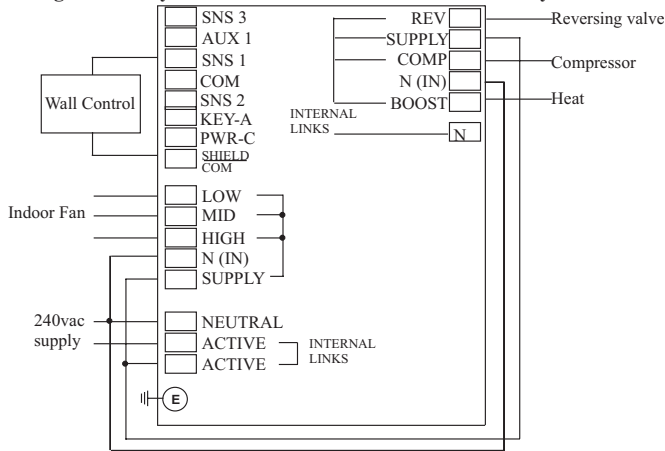 SNS 3
AUX 1
SNS 1
COM
SNS 2
KEY-A
PWR-C
SHIELD
COM
Wall Control
LOW
MID
HIGH
N (IN)
SUPPLY
Indoor Fan
NEUTRAL
ACTIVE
ACTIVE
INTERNAL
LINKS
240vac
supply
E
REV
SUPPLY
COMP
N (IN)
BOOST
N
INTERNAL
LINKS
Reversing valve
Compressor
Heat